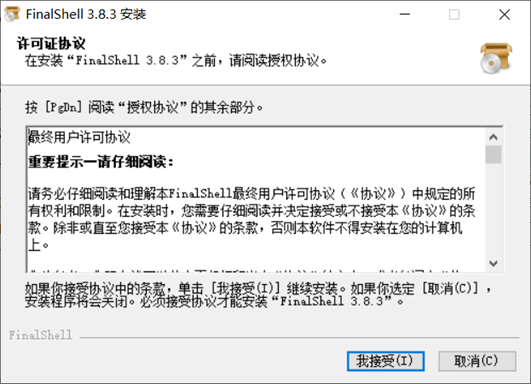 FinalShell 3.8.3 安装
许可证协议
在安装“FinalShell 3.8.3”之前,请阅读授权协议。
按 [PgDn] 阅读“授权协议”的其余部分。
最终用户许可协议
重要提示一请仔细阅读:
请务必仔细阅读和理解本FinalShell最终用户许可协议(《协议》)中规定的所
有权利和限制。在安装时,您需要仔细阅读并决定接受或不接受本《协议》的条
款。除非或直至您接受本《协议》的条款,否则本软件不得安装在您的计算机
上。
如果你接受协议中的条款,单击 [我接受(I)] 继续安装。如果你选定 [取消(C)] ,
安装程序将会关闭。必须接受协议才能安装“FinalShell 3.8.3”。
FinalShell
我接受(I)
取消(C)